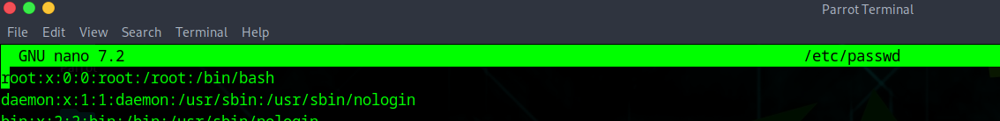 Parrot Terminal
File Edit View Search Terminal Help
GNU nano 7.2 /etc/passwd
root:x:0:0:root:/root:/bin/bash
daemon:x:1:1:daemon:/usr/sbin:/usr/sbin/nologin
bin:x:2:2:bin:/bin:/usr/sbin/nologin